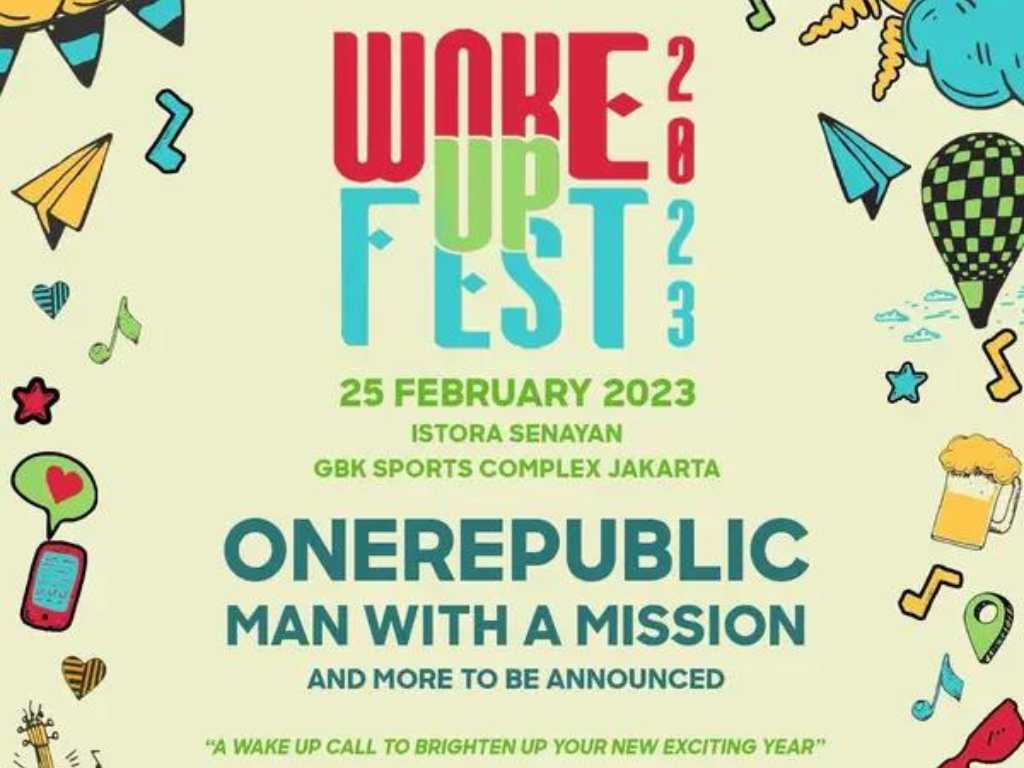 WOKE
UP
FEST
2023
25 FEBRUARY 2023
ISTORA SENAYAN
GBK SPORTS COMPLEX JAKARTA
ONEREPUBLIC
MAN WITH A MISSION
AND MORE TO BE ANNOUNCED
“A WAKE UP CALL TO BRIGHTEN UP YOUR NEW EXCITING YEAR”